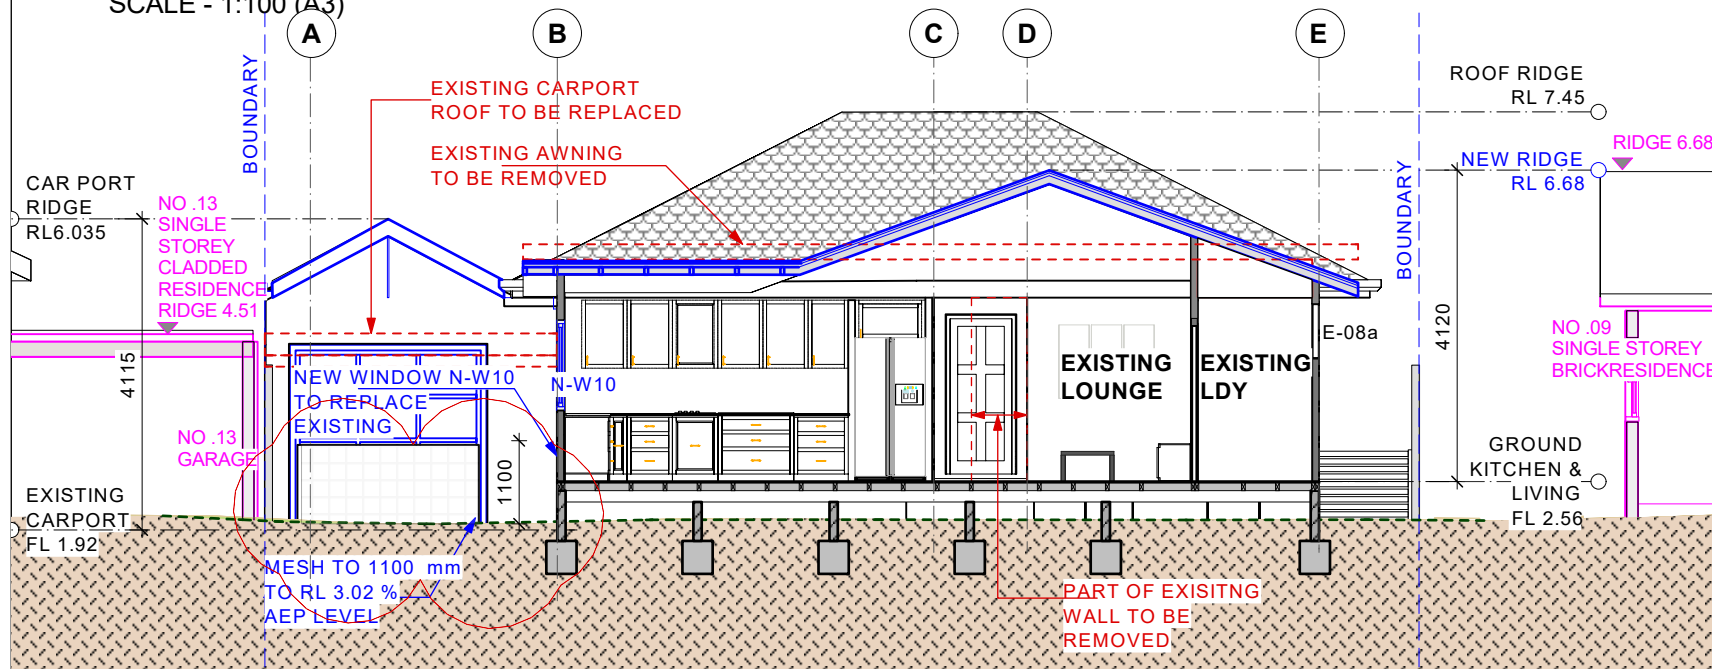 SCALE - 1:100 (A3)
A
B
C
D
E
BOUNDARY
EXISTING CARPORT
ROOF TO BE REPLACED
EXISTING AWNING
TO BE REMOVED
ROOF RIDGE
RL 7.45
RIDGE 6.68
NEW RIDGE
RL 6.68
BOUNDARY
CAR PORT
RIDGE
RL6.035
NO .13
SINGLE
STOREY
CLADDED
RESIDENCE
RIDGE 4.51
4115
4120
E-08a
NO .09
SINGLE STOREY
BRICKRESIDENCE
NEW WINDOW N-W10
TO REPLACE
EXISTING
N-W10
EXISTING
LOUNGE
EXISTING
LDY
NO .13
GARAGE
1100
GROUND
KITCHEN &
LIVING
FL 2.56
EXISTING
CARPORT
FL 1.92
MESH TO 1100 mm
TO RL 3.02 %
AEP LEVEL
PART OF EXISITNG
WALL TO BE
REMOVED